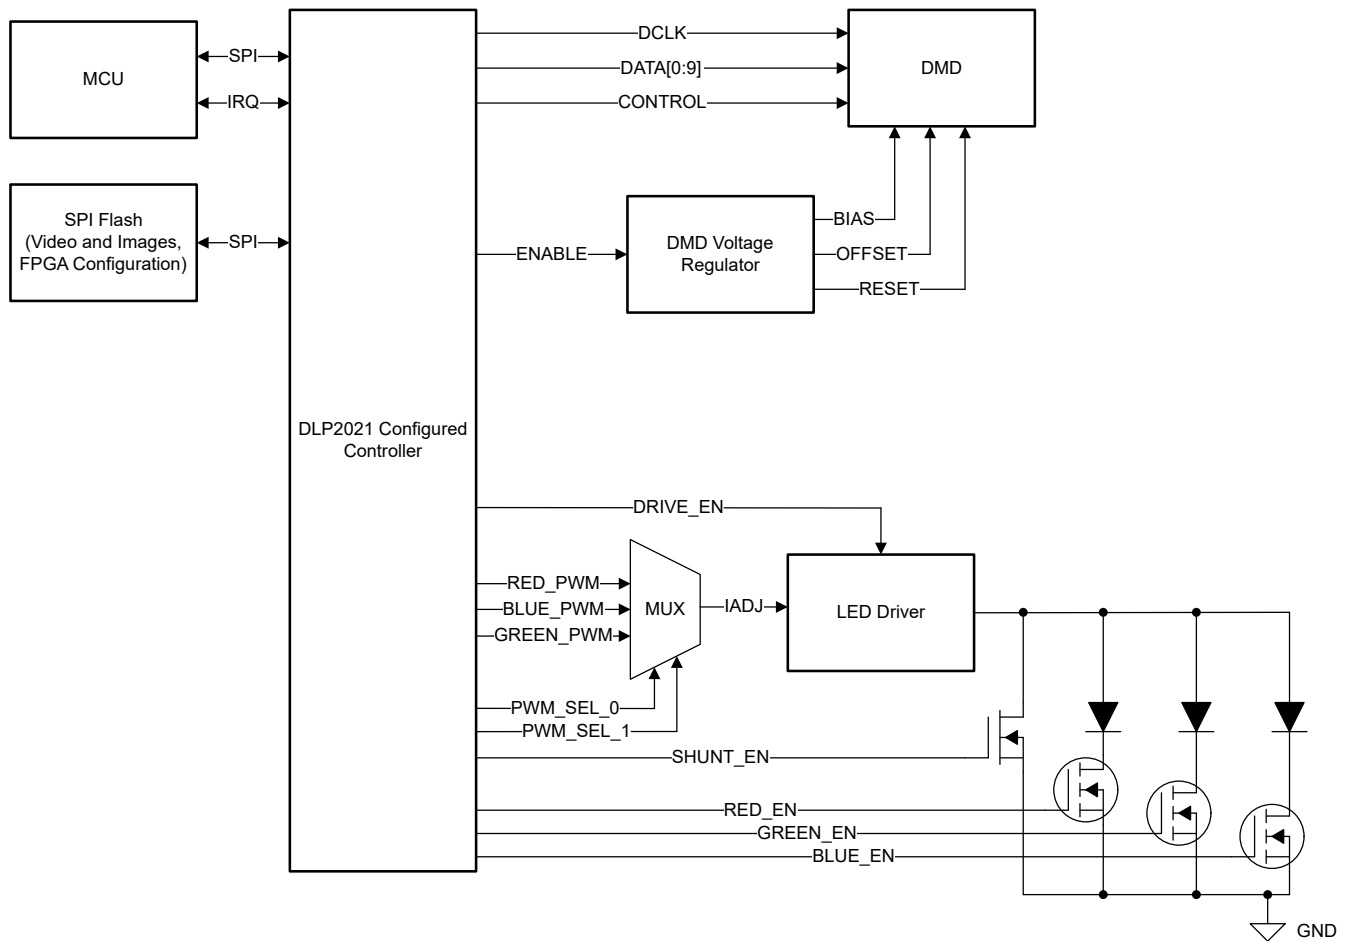 MCU
SPI
IRQ
SPI Flash
(Video and Images,
FPGA Configuration)
SPI
DLP2021 Configured
Controller
DCLK
DATA[0:9]
CONTROL
DMD
ENABLE
DMD Voltage
Regulator
BIAS
OFFSET
RESET
DRIVE_EN
RED_PWM
BLUE_PWM
GREEN_PWM
MUX
IADJ
LED Driver
PWM_SEL_0
PWM_SEL_1
SHUNT_EN
RED_EN
GREEN_EN
BLUE_EN
GND